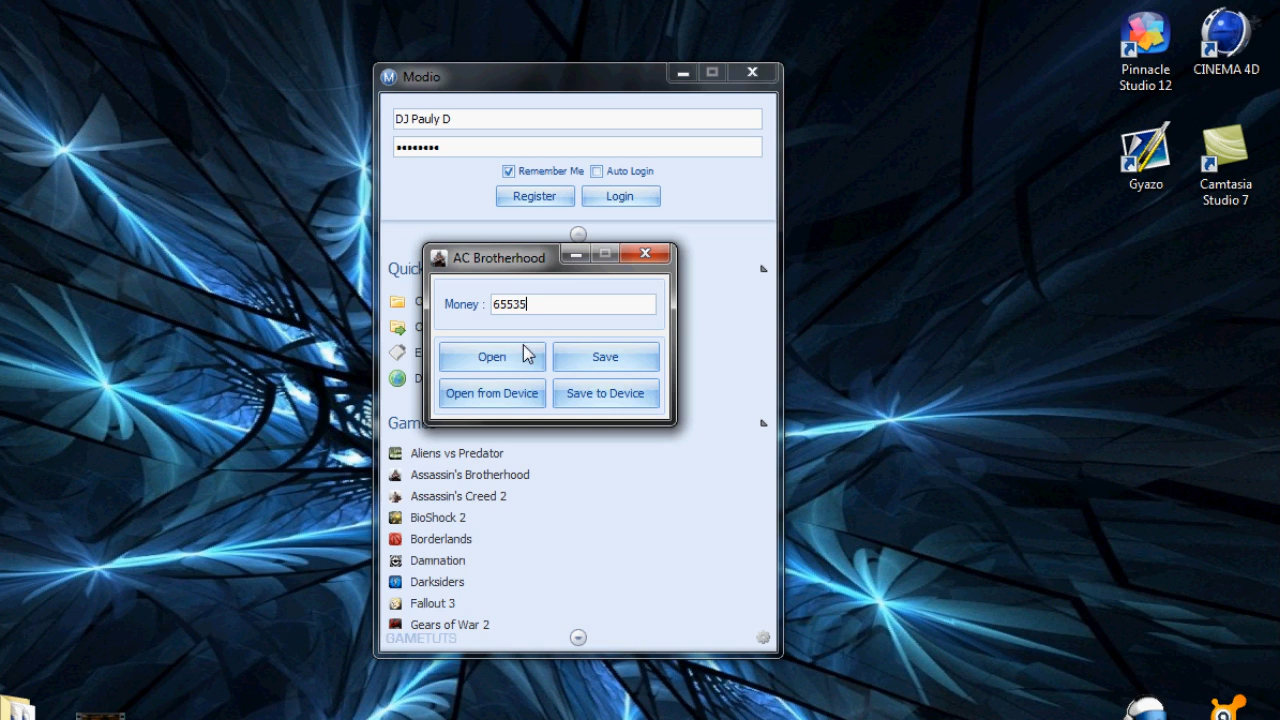 Modio
DJ Pauly D
••••••••
Remember Me
Auto Login
Register
Login
AC Brotherhood
Money :
65535
Open
Save
Open from Device
Save to Device
Quick
Aliens vs Predator
Assassin's Brotherhood
Assassin's Creed 2
BioShock 2
Borderlands
Damnation
Darksiders
Fallout 3
Gears of War 2
GAMETUTS
Pinnacle
Studio 12
CINEMA 4D
Gyazo
Camtasia
Studio 7